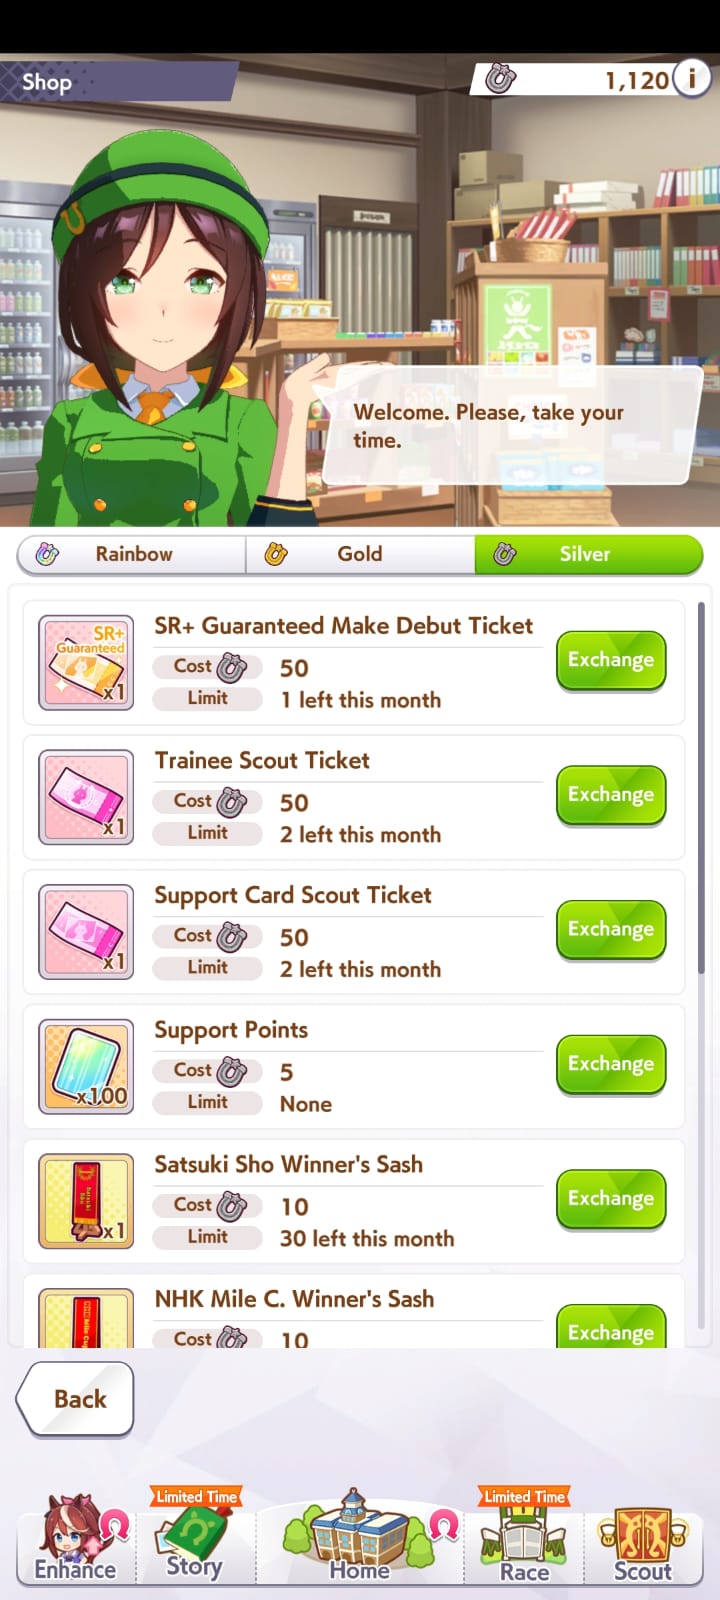 Shop
1,120
Welcome. Please, take your
time.
Rainbow
Gold
Silver
SR+ Guaranteed Make Debut Ticket
SR+
Guaranteed
x1
Cost 50
Limit 1 left this month
Exchange
Trainee Scout Ticket
x1
Cost 50
Limit 2 left this month
Exchange
Support Card Scout Ticket
x1
Cost 50
Limit 2 left this month
Exchange
Support Points
x100
Cost 5
Limit None
Exchange
Satsuki Sho Winner's Sash
x1
Cost 10
Limit 30 left this month
Exchange
NHK Mile C. Winner's Sash
Cost 10
Exchange
Back
Limited Time
Limited Time
Enhance
Story
Home
Race
Scout